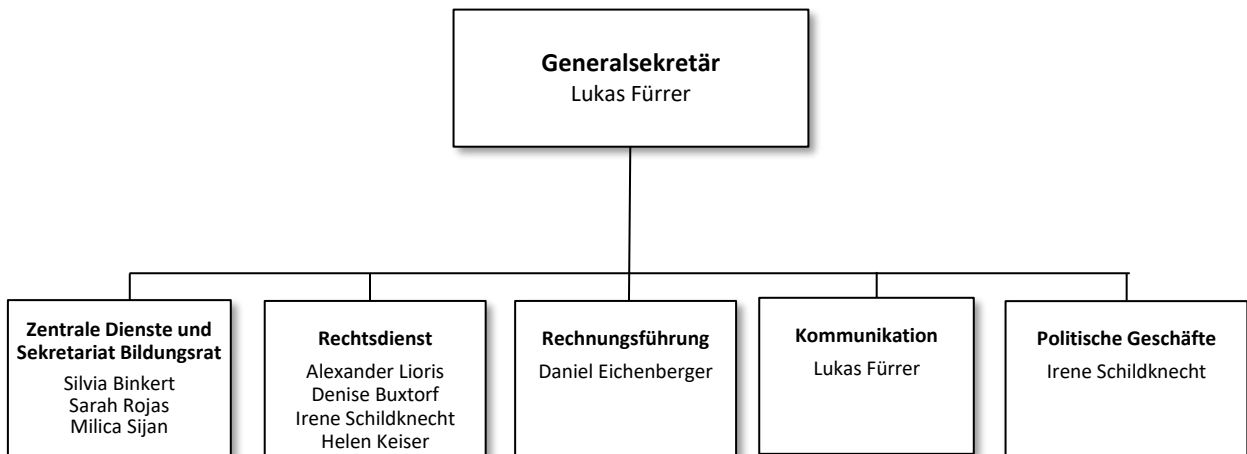 Generalsekretär
Lukas Fürrer
Zentrale Dienste und
Sekretariat Bildungsrat
Silvia Binkert
Sarah Rojas
Milica Sijan
Rechtsdienst
Alexander Lioris
Denise Buxtorf
Irene Schildknecht
Helen Keiser
Rechnungsführung
Daniel Eichenberger
Kommunikation
Lukas Fürrer
Politische Geschäfte
Irene Schildknecht